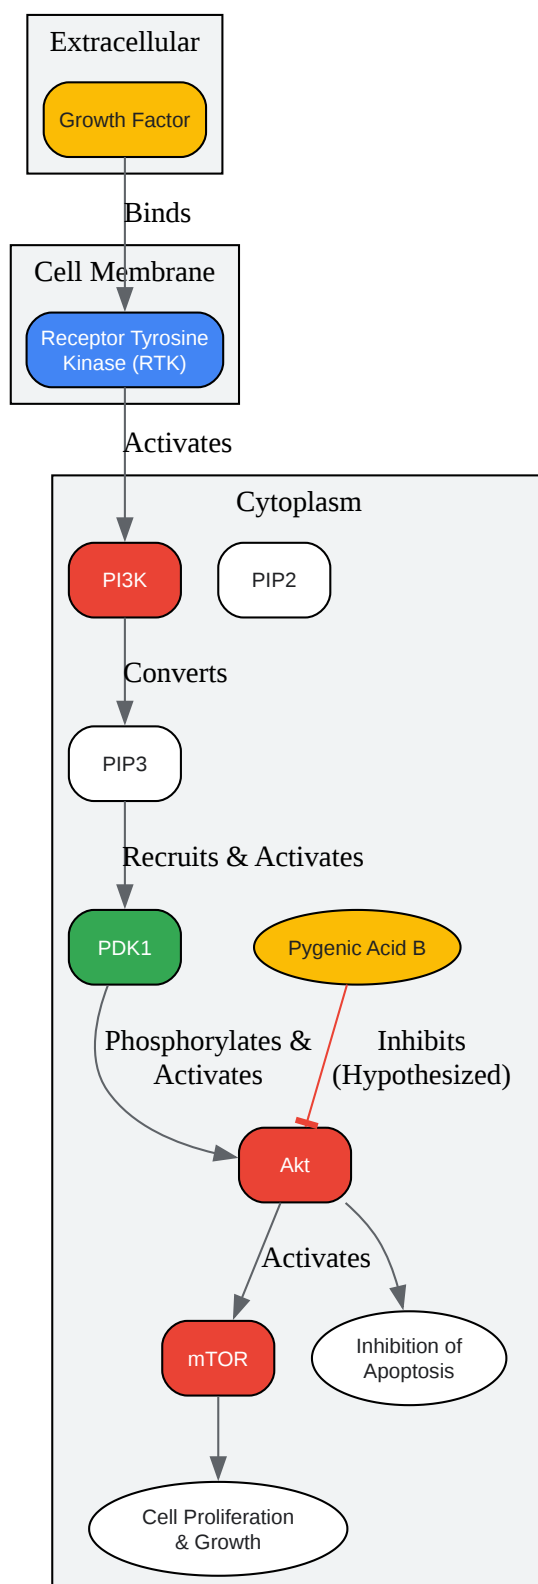 Extracellular
Growth Factor
Binds
Cell Membrane
Receptor Tyrosine
Kinase (RTK)
Activates
Cytoplasm
PI3K
PIP2
Converts
PIP3
Recruits & Activates
PDK1
Pygenic Acid B
Phosphorylates &
Activates
Inhibits
(Hypothesized)
Akt
Activates
mTOR
Inhibition of
Apoptosis
Cell Proliferation
& Growth